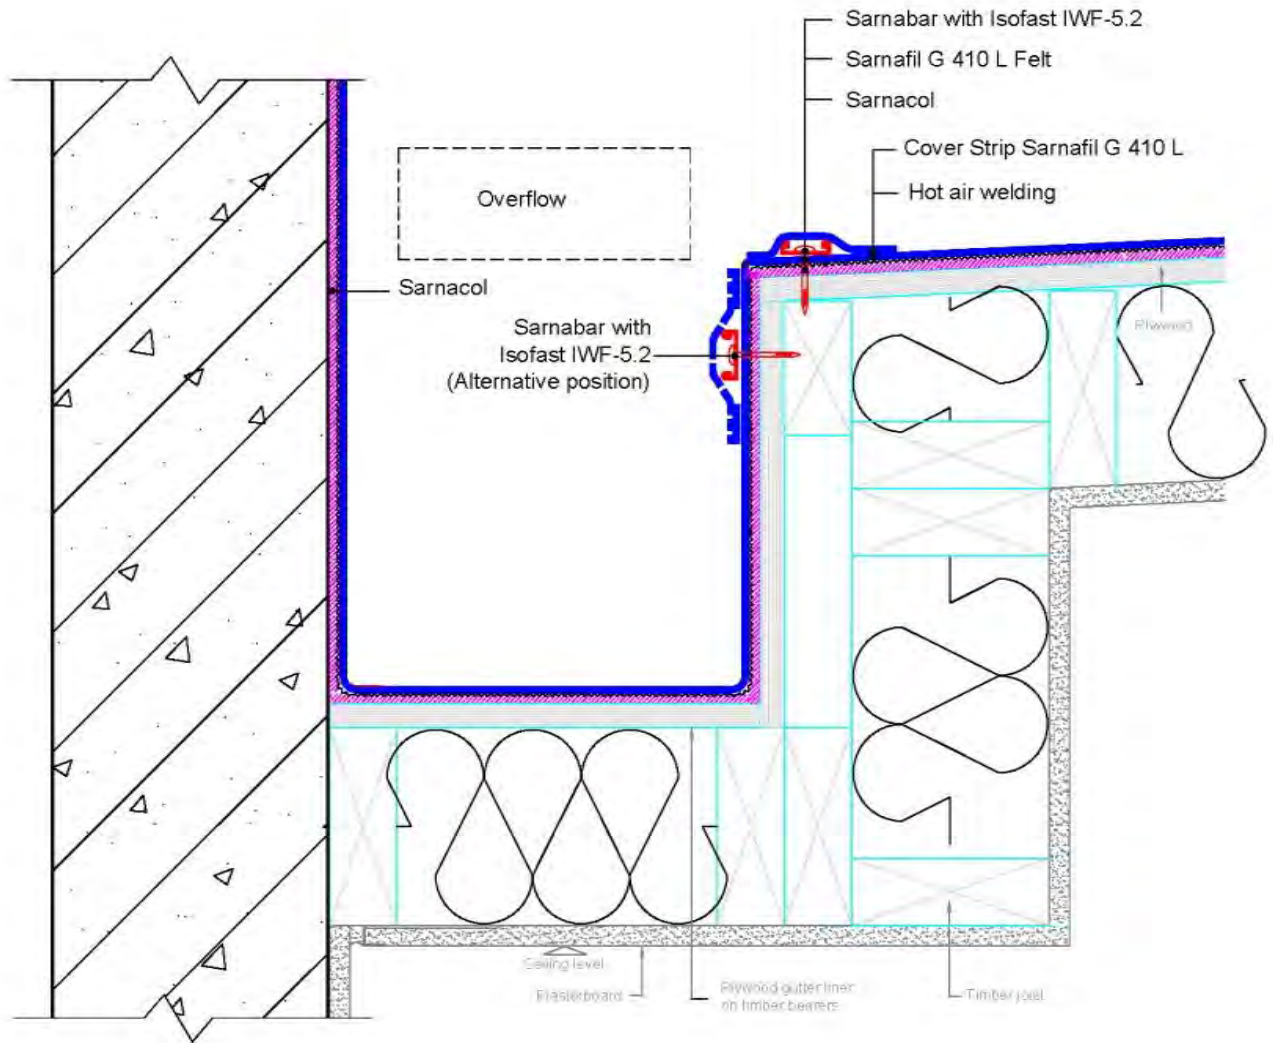 Sarnabar with Isofast IWF-5.2
Sarnafil G 410 L Felt
Sarnacol
Cover Strip Sarnafil G 410 L
Hot air welding
Overflow
Sarnacol
Sarnabar with
Isofast IWF-5.2
(Alternative position)
Plywood
Ceiling level
Plasterboard
Plywood gutter liner
on timber bearers
Timber joist